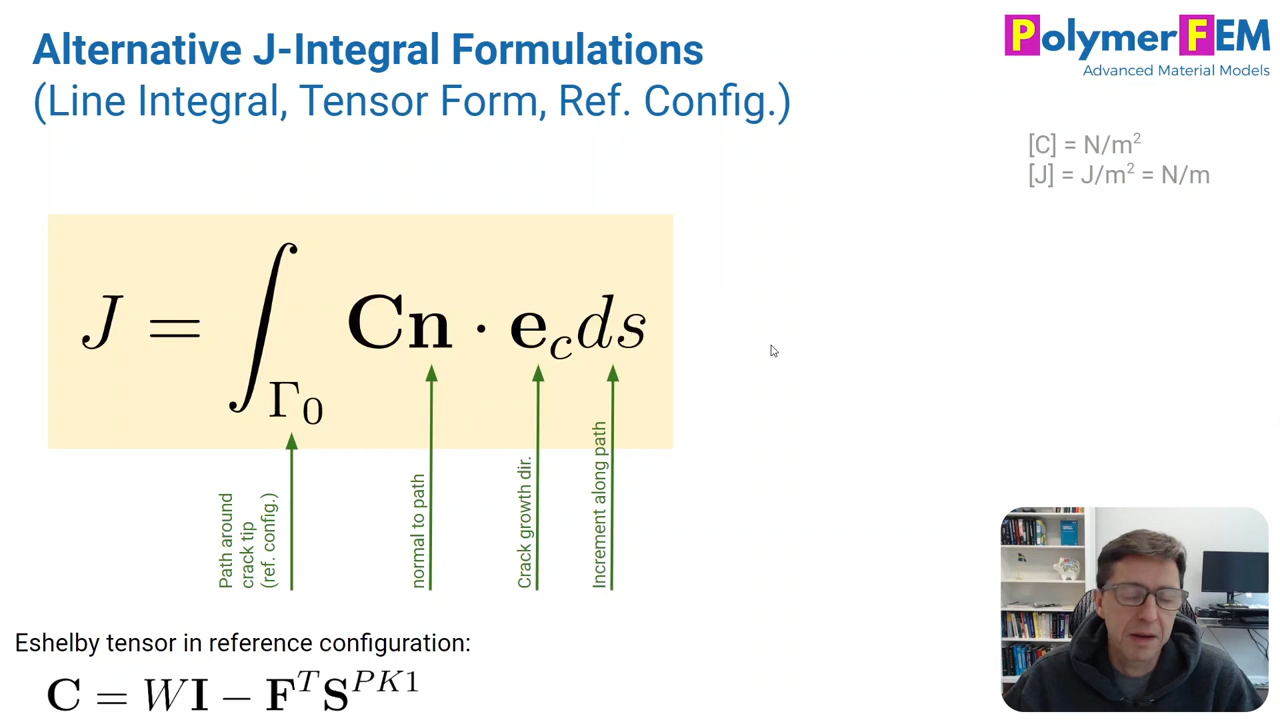 Alternative J-Integral Formulations
(Line Integral, Tensor Form, Ref. Config.)
PolymerFEM
Advanced Material Models
[C] = N/m²
[J] = J/m² = N/m
J = ∫_Γ₀ Cn · e_c ds
Path around
crack tip
(ref. config.)
normal to path
Crack growth dir.
Increment along path
Eshelby tensor in reference configuration:
C = WI − F^T S^PK1